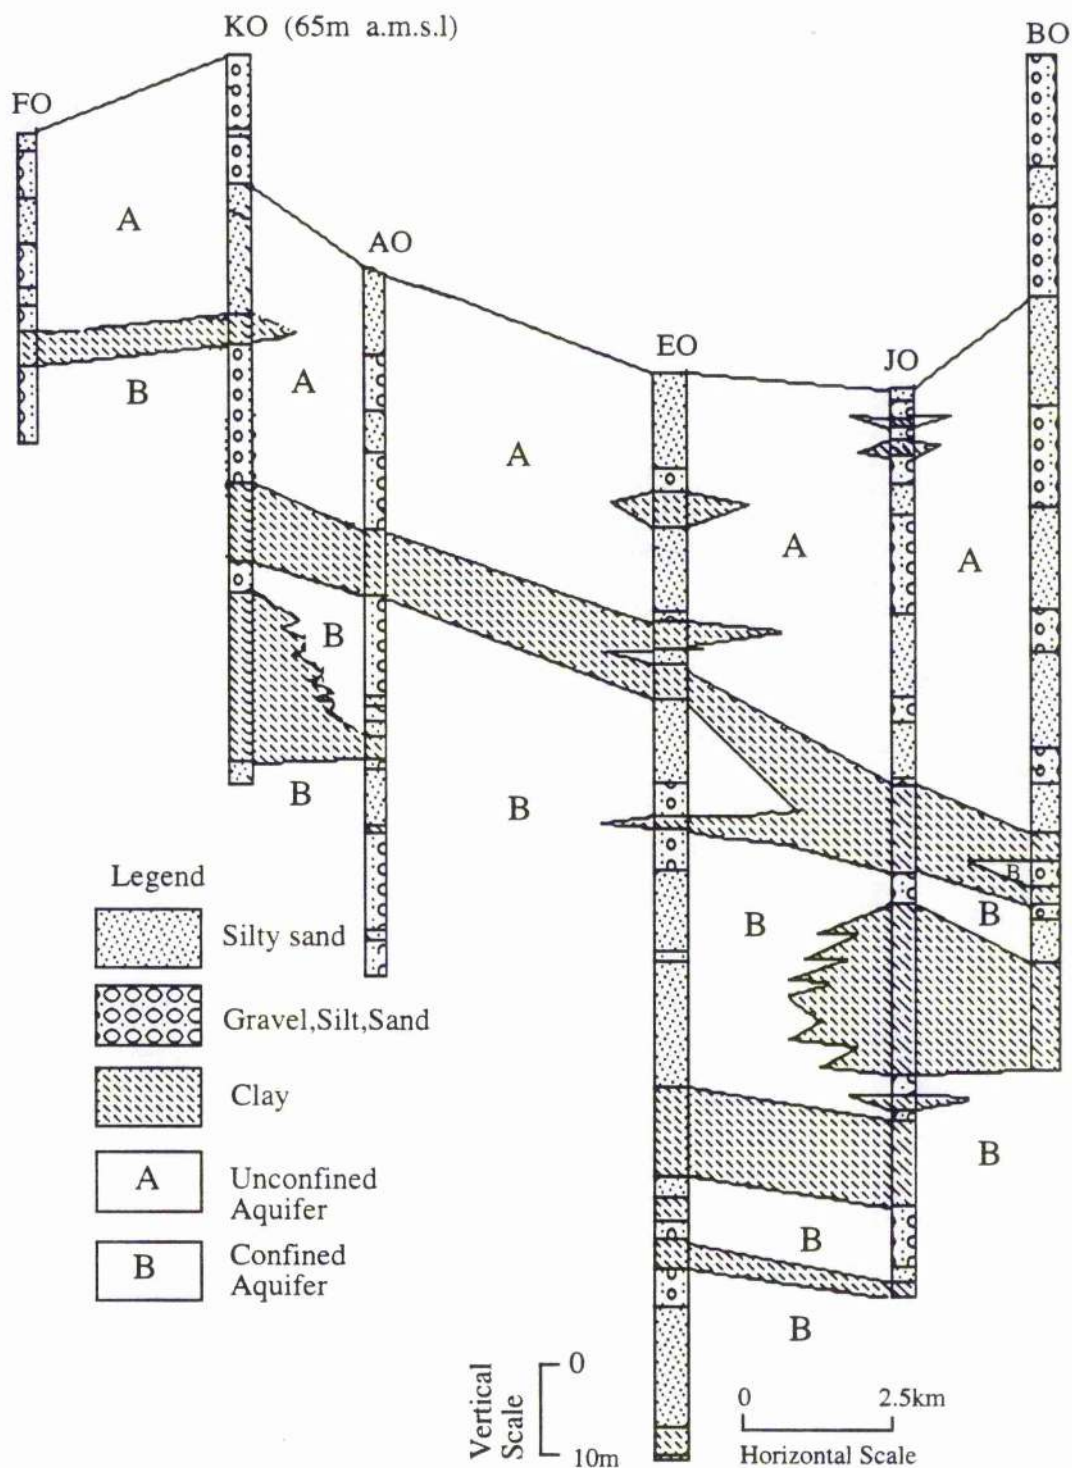 KO (65m a.m.s.l)
BO
FO
A
AO
EO
JO
B
A
A
A
A
B
B
B
B
B
B
B
B
B
Legend
Silty sand
Gravel,Silt,Sand
Clay
A
Unconfined
Aquifer
B
Confined
Aquifer
Vertical
Scale
0
10m
0
2.5km
Horizontal Scale